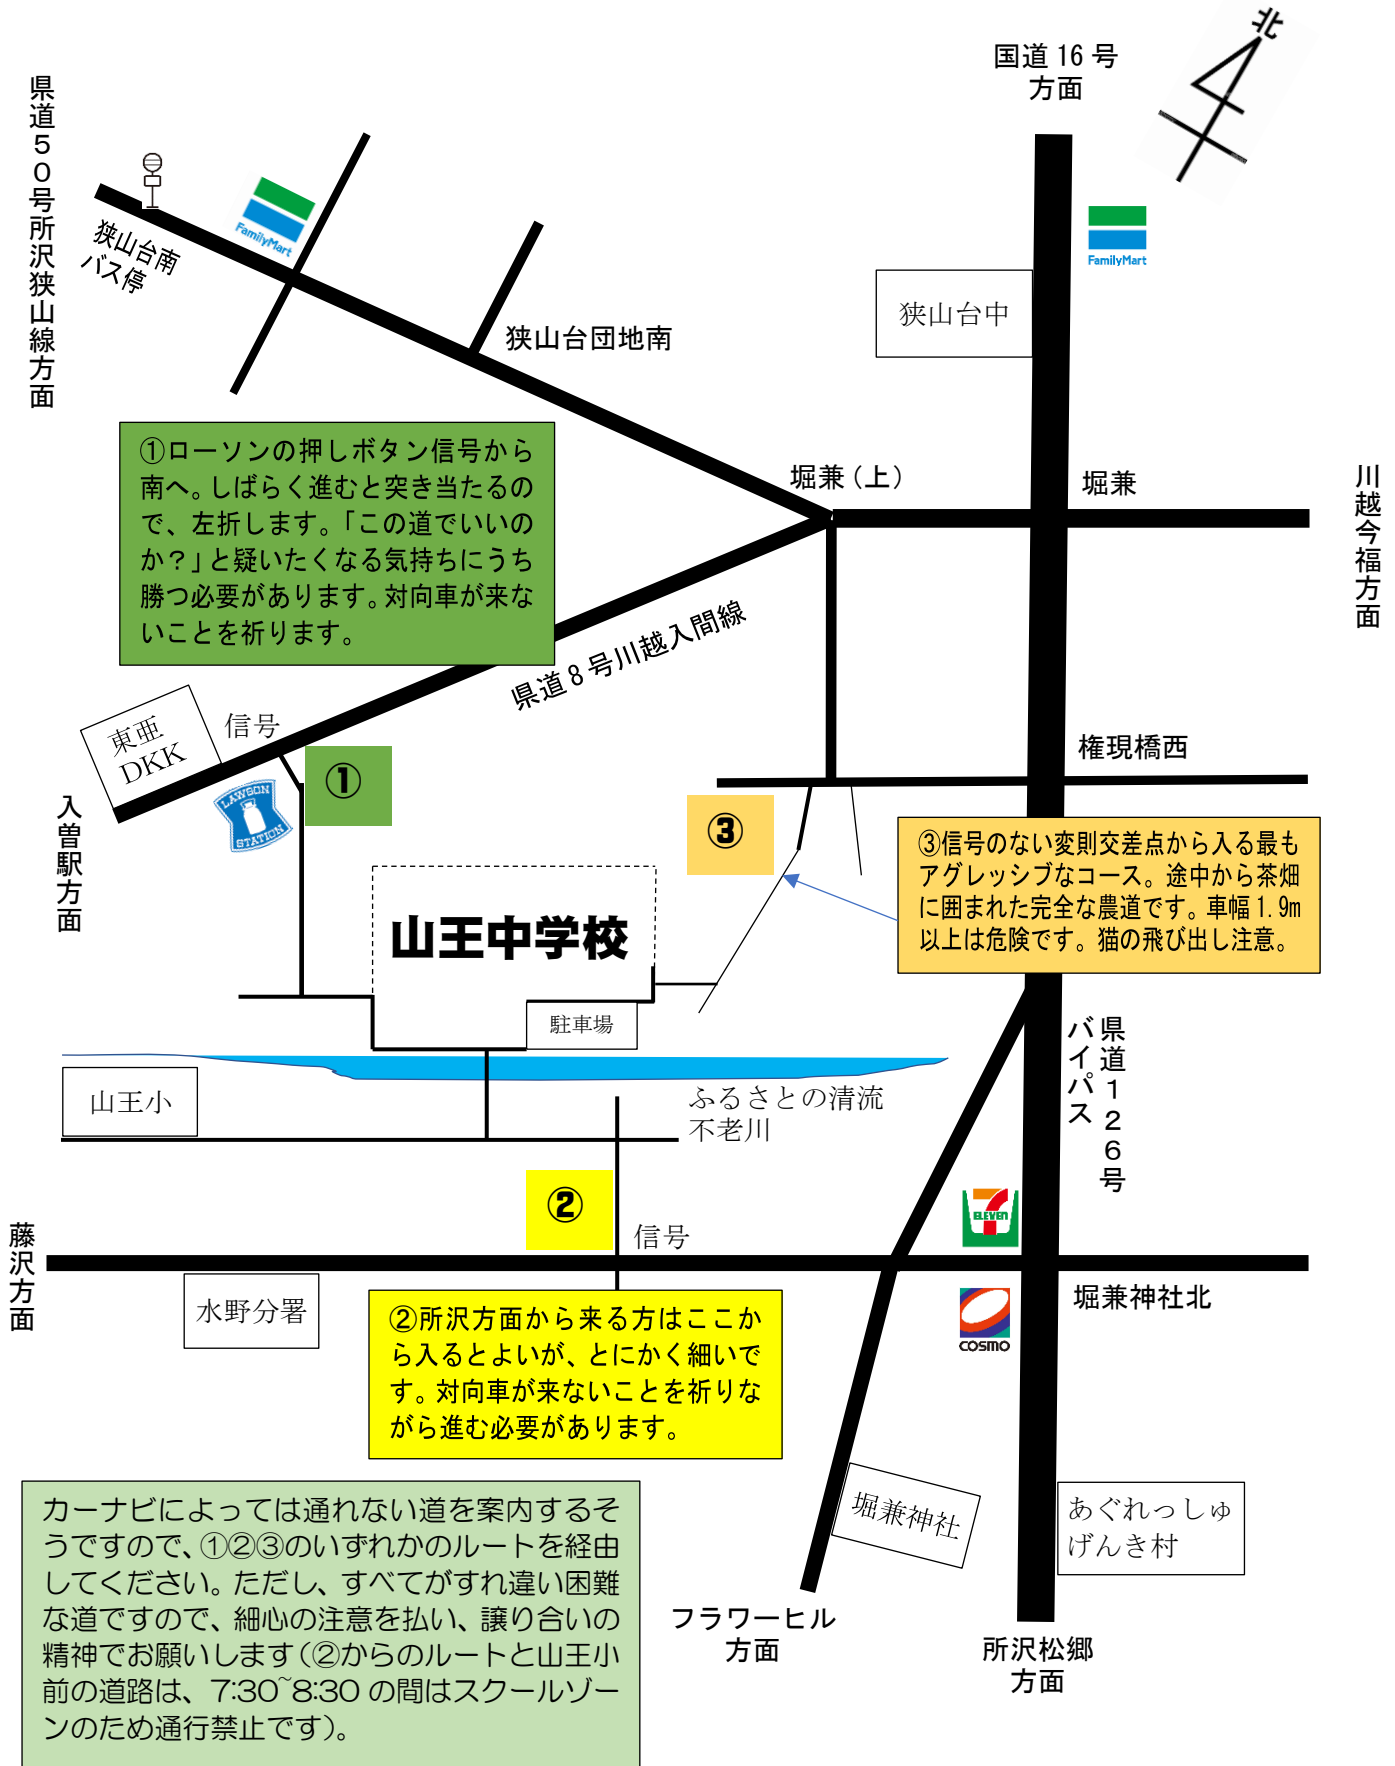 北
国道16号
方面
県道50号所沢狭山線方面
FamilyMart
狭山台南
バス停
FamilyMart
狭山台中
狭山台団地南
①ローソンの押しボタン信号から
南へ。しばらく進むと突き当たるの
で、左折します。「この道でいいの
か？」と疑いたくなる気持ちにうち
勝つ必要があります。対向車が来な
いことを祈ります。
堀兼（上）
堀兼
川越今福方面
県道8号川越入間線
東亜
DKK
信号
①
LAWSON
STATION
入曽駅方面
権現橋西
③
③信号のない変則交差点から入る最も
アグレッシブなコース。途中から茶畑
に囲まれた完全な農道です。車幅1.9m
以上は危険です。猫の飛び出し注意。
山王中学校
駐車場
県道126号
バイパス
山王小
ふるさとの清流
不老川
②
信号
ELEVEN
藤沢方面
水野分署
堀兼神社北
COSMO
②所沢方面から来る方はここか
ら入るとよいが、とにかく細いで
す。対向車が来ないことを祈りな
がら進む必要があります。
カーナビによっては通れない道を案内するそ
うですので、①②③のいずれかのルートを経由
してください。ただし、すべてがすれ違い困難
な道ですので、細心の注意を払い、譲り合いの
精神でお願いします（②からのルートと山王小
前の道路は、7:30~8:30の間はスクールゾー
ンのため通行禁止です）。
堀兼神社
あぐれっしゅ
げんき村
フラワーヒル
方面
所沢松郷
方面